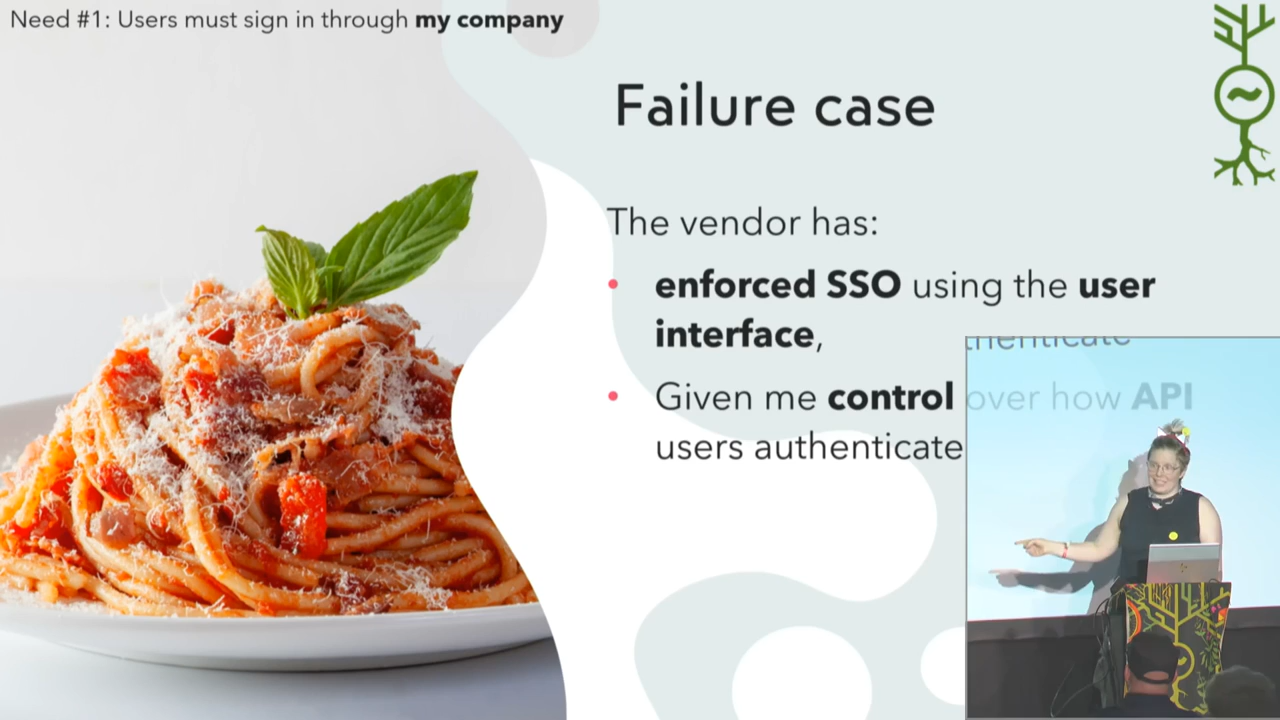 Need #1: Users must sign in through my company
Failure case
The vendor has:
• enforced SSO using the user
interface,
• Given me control over how API
users authenticate
thenticate